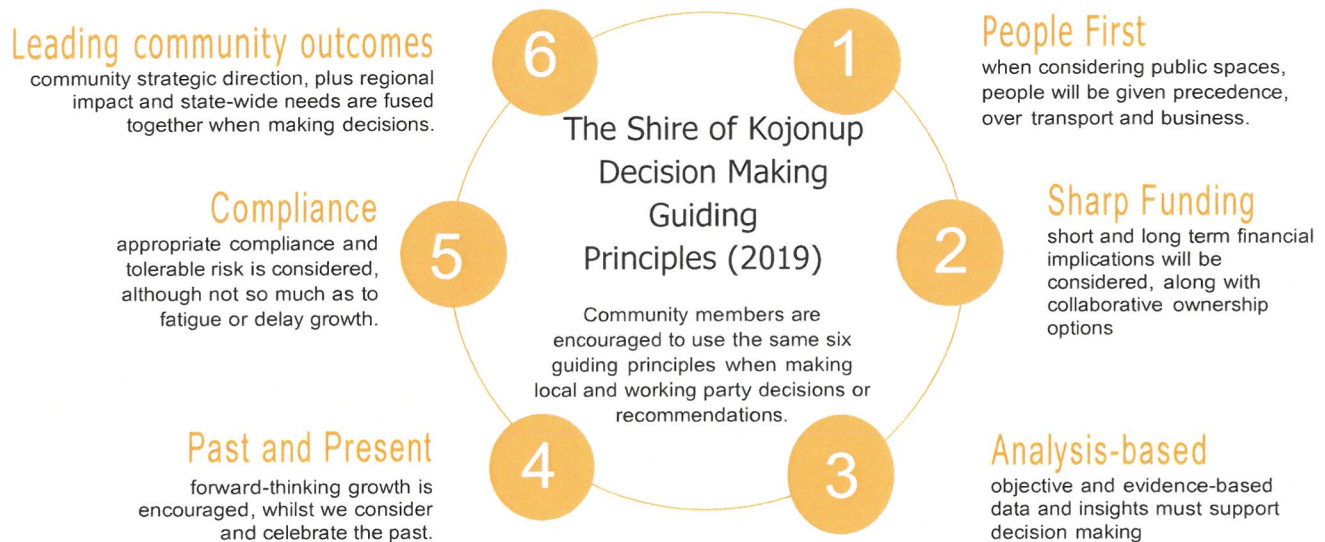 The Shire of Kojonup
Decision Making
Guiding
Principles (2019)
Community members are
encouraged to use the same six
guiding principles when making
local and working party decisions or
recommendations.
1
People First
when considering public spaces,
people will be given precedence,
over transport and business.
2
Sharp Funding
short and long term financial
implications will be
considered, along with
collaborative ownership
options
3
Analysis-based
objective and evidence-based
data and insights must support
decision making
4
Past and Present
forward-thinking growth is
encouraged, whilst we consider
and celebrate the past.
5
Compliance
appropriate compliance and
tolerable risk is considered,
although not so much as to
fatigue or delay growth.
6
Leading community outcomes
community strategic direction, plus regional
impact and state-wide needs are fused
together when making decisions.